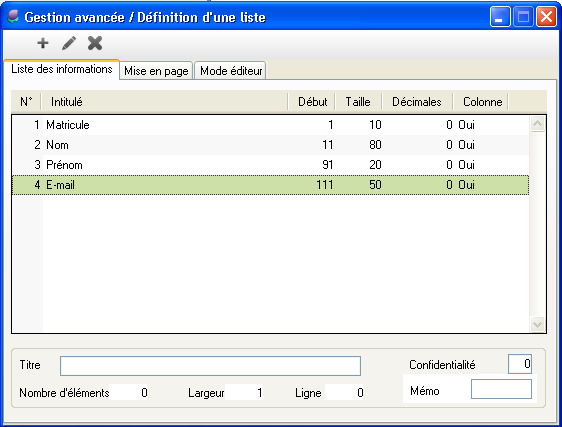 Gestion avancée / Définition d'une liste
Liste des informations Mise en page Mode éditeur
N° Intitulé Début Taille Décimales Colonne
1 Matricule 1 10 0 Oui
2 Nom 11 80 0 Oui
3 Prénom 91 20 0 Oui
4 E-mail 111 50 0 Oui
Titre Confidentialité 0
Nombre d'éléments 0 Largeur 1 Ligne 0 Mémo